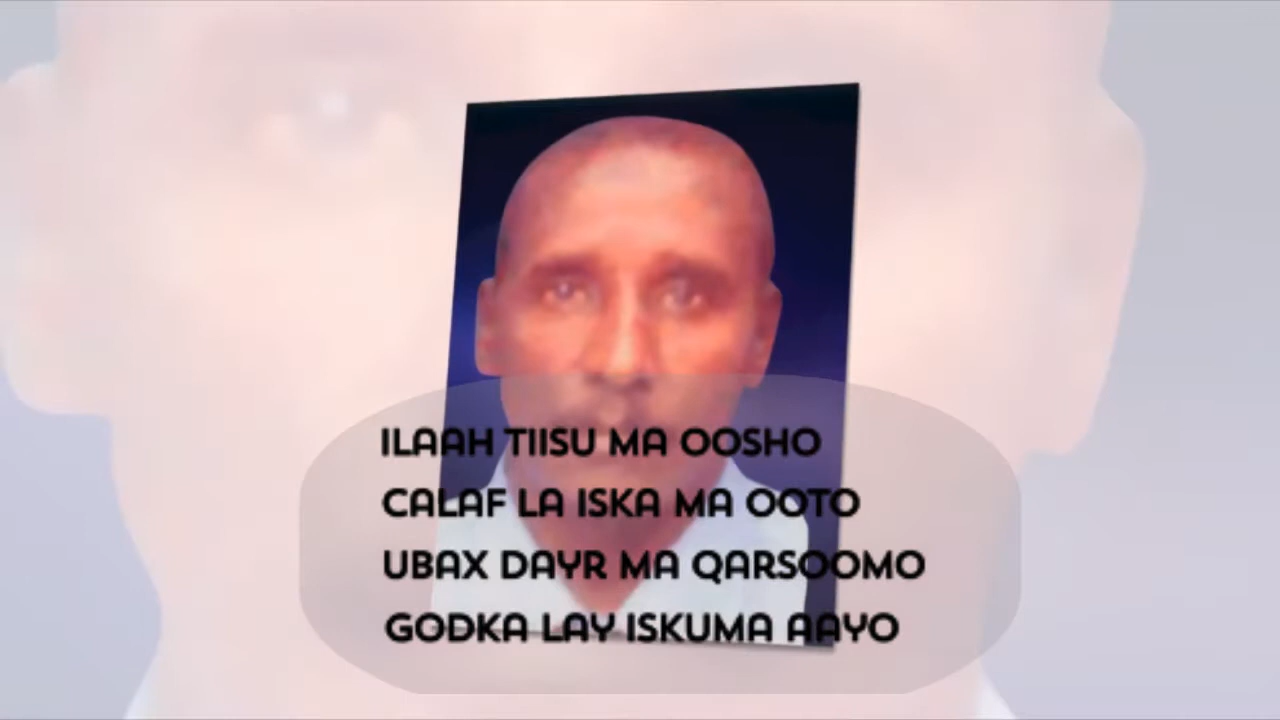 ILAAH TIISU MA OOSHO
CALAF LA ISKA MA OOTO
UBAX DAYR MA QARSOOMO
GODKA LAY ISKUMA AAYO